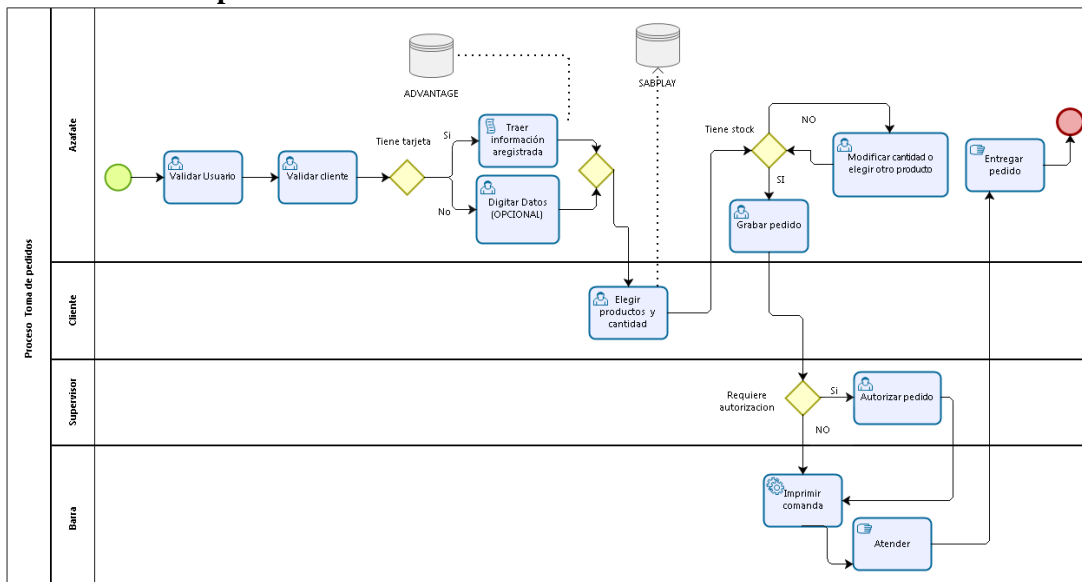 Proceso Toma de pedidos
Azafate
ADVANTAGE
SABPLAY
Validar Usuario
Validar cliente
Tiene tarjeta
Si
No
Traer
información
aregistrada
Digitar Datos
(OPCIONAL)
Tiene stock
NO
SI
Modificar cantidad o
elegir otro producto
Grabar pedido
Entregar
pedido
Cliente
Elegir
productos y
cantidad
Supervisor
Requiere
autorizacion
Si
NO
Autorizar pedido
Barra
Imprimir
comanda
Atender